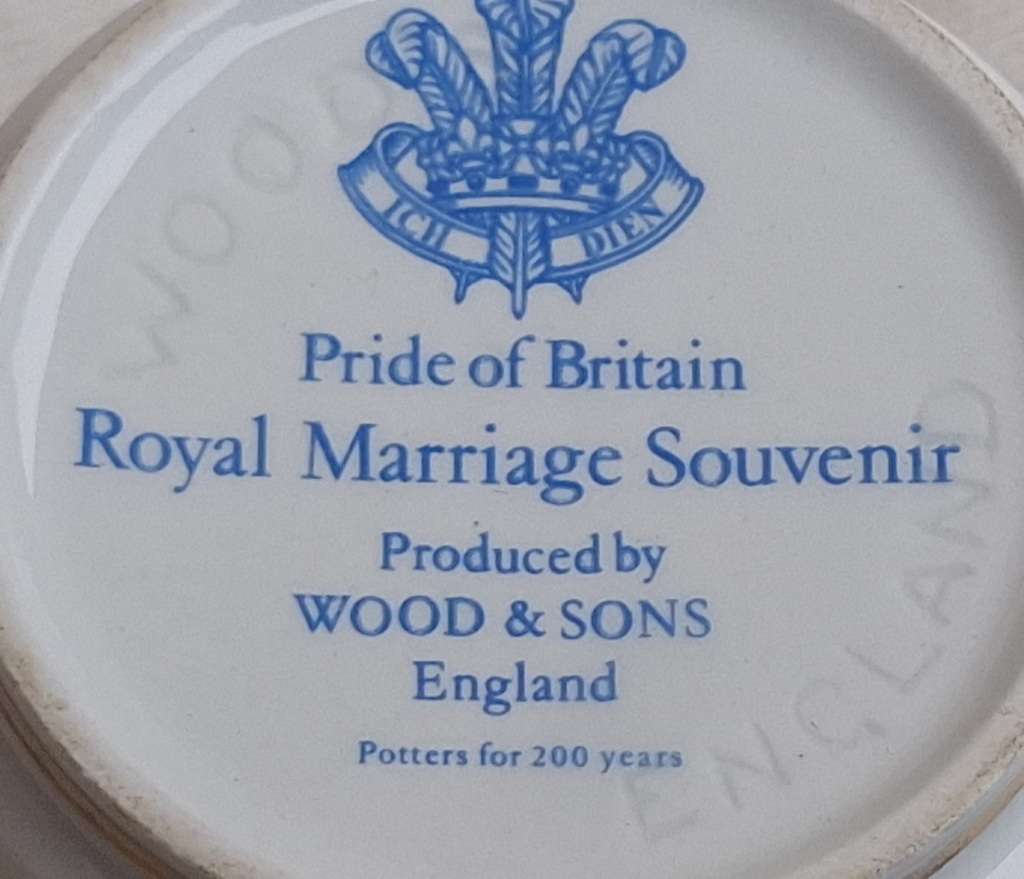 ICH DIEN
Pride of Britain
Royal Marriage Souvenir
Produced by
WOOD & SONS
England
Potters for 200 years
WOOD
ENGLAND